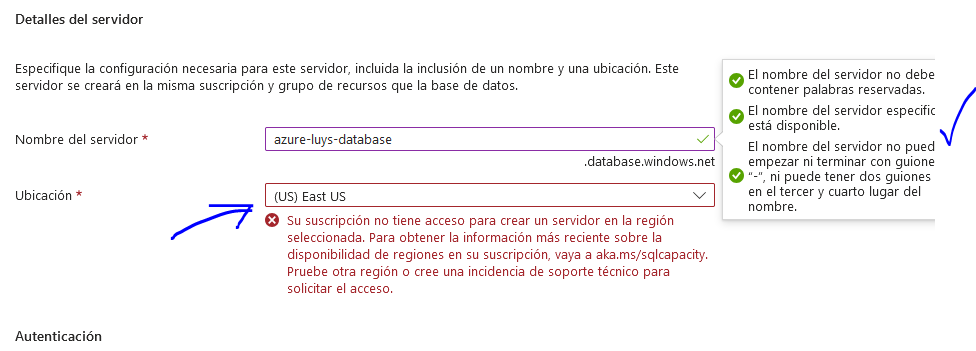 Detalles del servidor
Especifique la configuración necesaria para este servidor, incluida la inclusión de un nombre y una ubicación. Este
servidor se creará en la misma suscripción y grupo de recursos que la base de datos.
El nombre del servidor no debe
contener palabras reservadas.
El nombre del servidor especific
está disponible.
El nombre del servidor no pued
empezar ni terminar con guione
"-", ni puede tener dos guiones
en el tercer y cuarto lugar del
nombre.
Nombre del servidor *
azure-luys-database
.database.windows.net
Ubicación *
(US) East US
Su suscripción no tiene acceso para crear un servidor en la región
seleccionada. Para obtener la información más reciente sobre la
disponibilidad de regiones en su suscripción, vaya a aka.ms/sqlcapacity.
Pruebe otra región o cree una incidencia de soporte técnico para
solicitar el acceso.
Autenticación